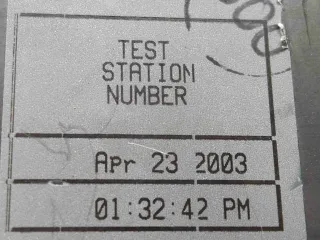 TEST
STATION
NUMBER
Apr 23 2003
01:32:42 PM